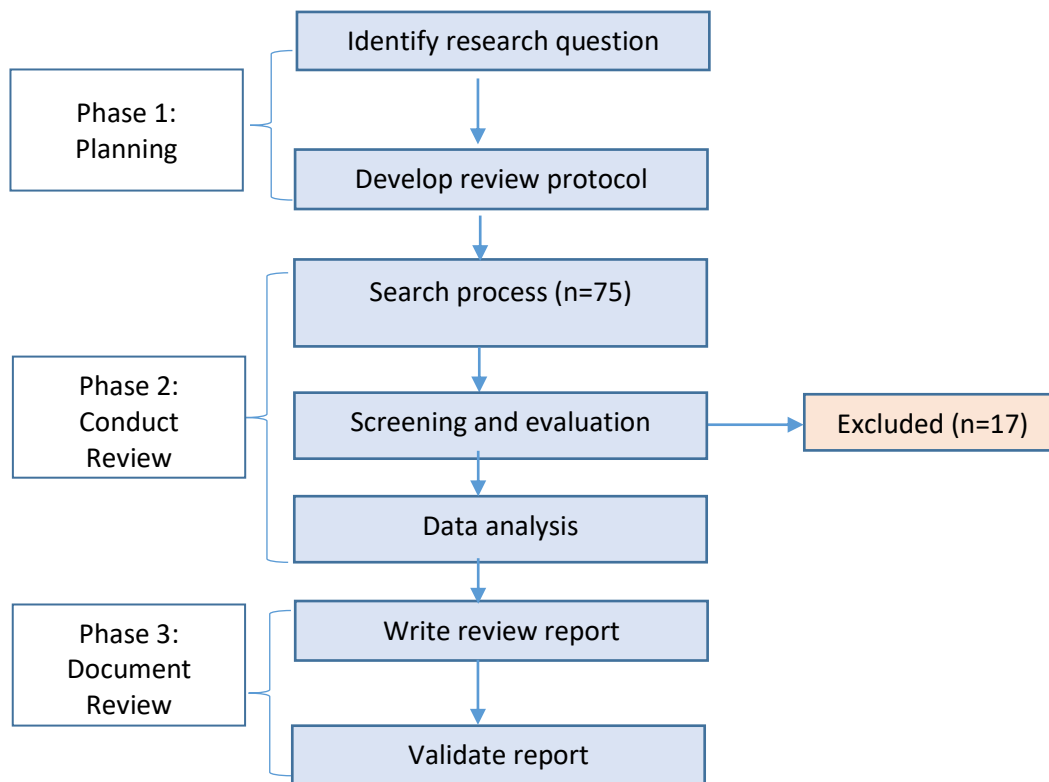 Identify research question
Phase 1:
Planning
Develop review protocol
Search process (n=75)
Phase 2:
Conduct
Review
Screening and evaluation
Excluded (n=17)
Data analysis
Phase 3:
Document
Review
Write review report
Validate report